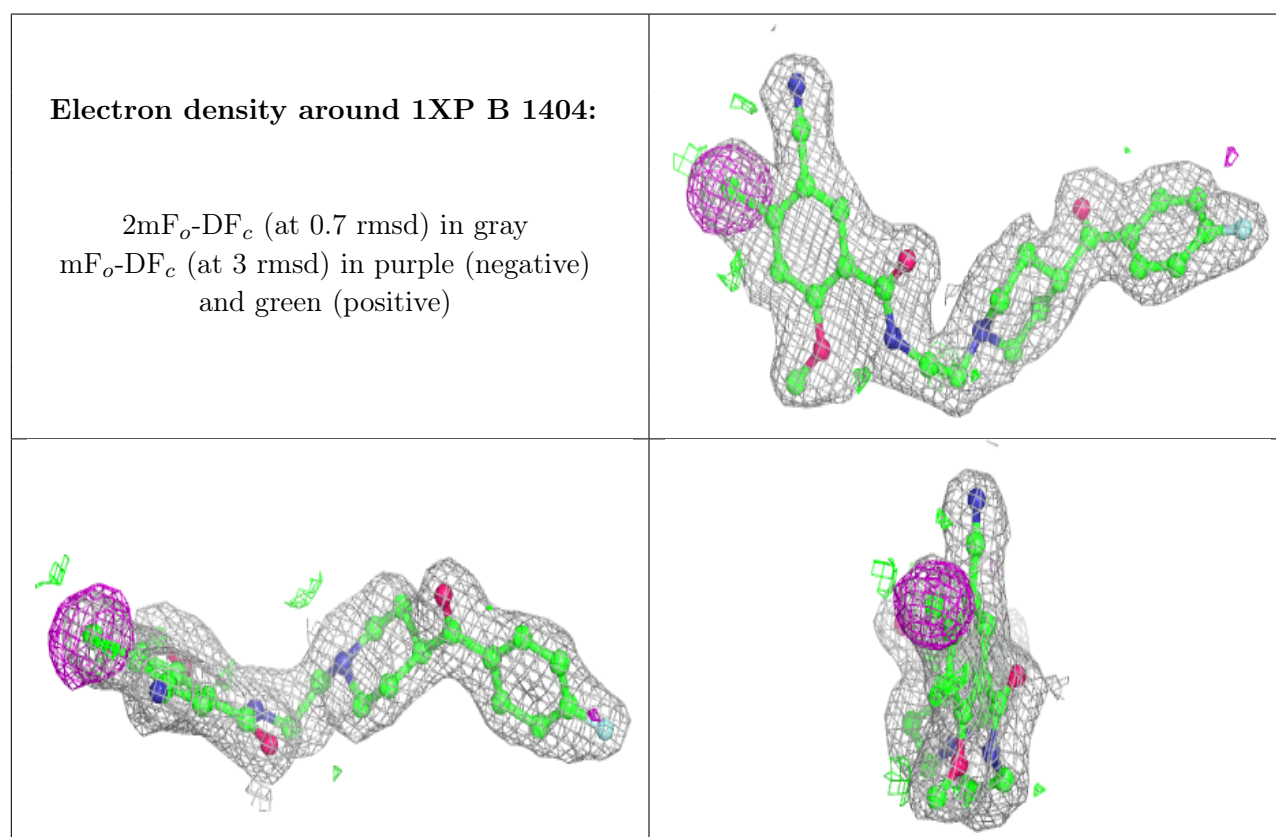 Electron density around 1XP B 1404:
2mFₒ-DF𝒸 (at 0.7 rmsd) in gray
mFₒ-DF𝒸 (at 3 rmsd) in purple (negative)
and green (positive)